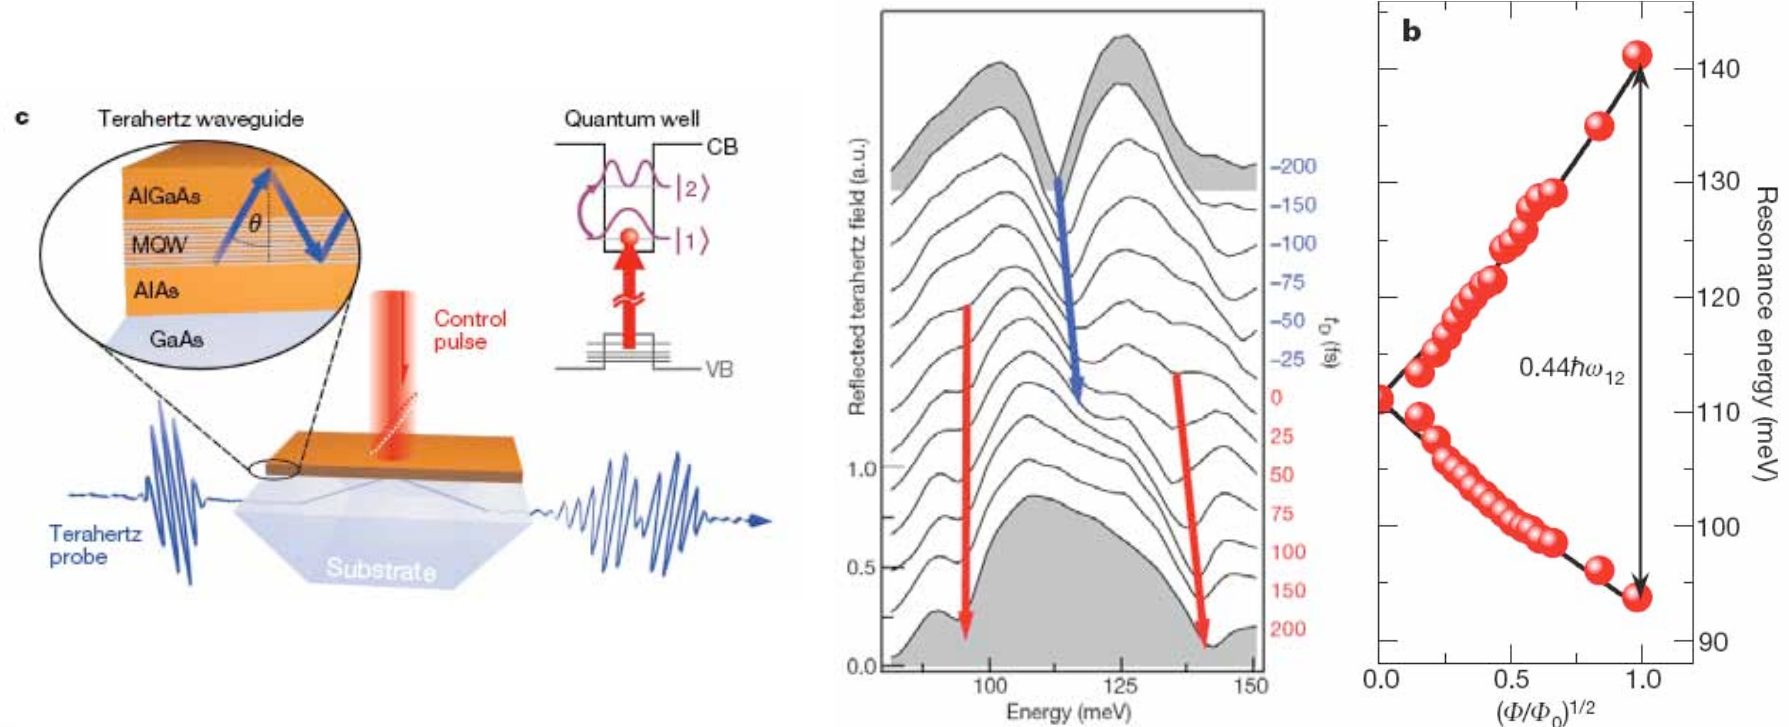 c
Terahertz waveguide
AlGaAs
MQW
AlAs
GaAs
θ
Quantum well
CB
|2⟩
|1⟩
VB
Control
pulse
Terahertz
probe
Substrate
Reflected terahertz field (a.u.)
1.0
0.5
0.0
100
125
150
Energy (meV)
–200
–150
–100
–75
–50
–25
0
25
50
75
100
150
200
t_D (fs)
b
140
130
120
110
100
90
Resonance energy (meV)
0.44ℏω₁₂
0.0
0.5
1.0
(Φ/Φ₀)^{1/2}